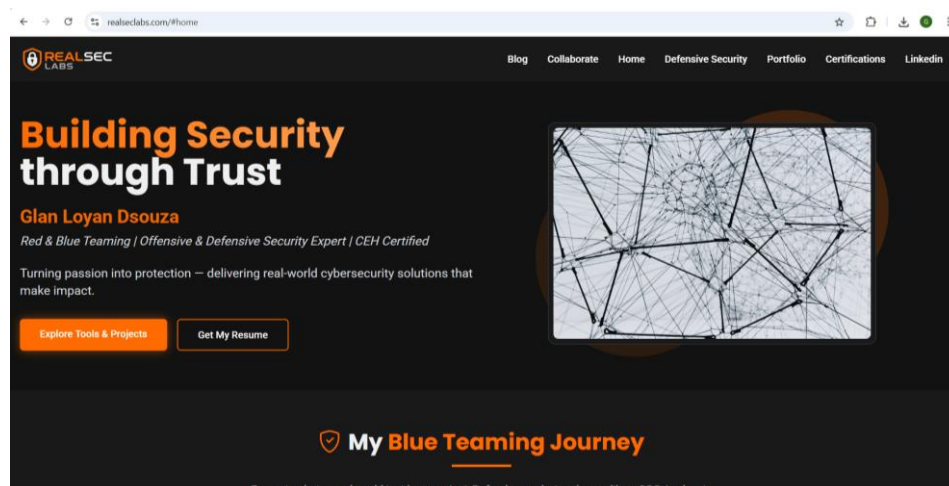 realseclabs.com/#home
G
REALSEC
LABS
Blog Collaborate Home Defensive Security Portfolio Certifications Linkedin
Building Security
through Trust
Glan Loyan Dsouza
Red & Blue Teaming | Offensive & Defensive Security Expert | CEH Certified
Turning passion into protection — delivering real-world cybersecurity solutions that
make impact.
Explore Tools & Projects Get My Resume
My Blue Teaming Journey